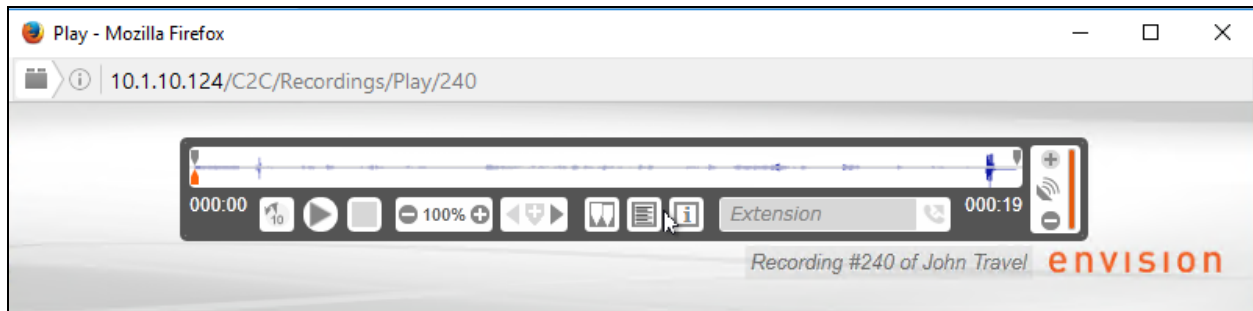 Play - Mozilla Firefox
10.1.10.124/C2C/Recordings/Play/240
000:00
10
100%
i
Extension
000:19
Recording #240 of John Travel
envision